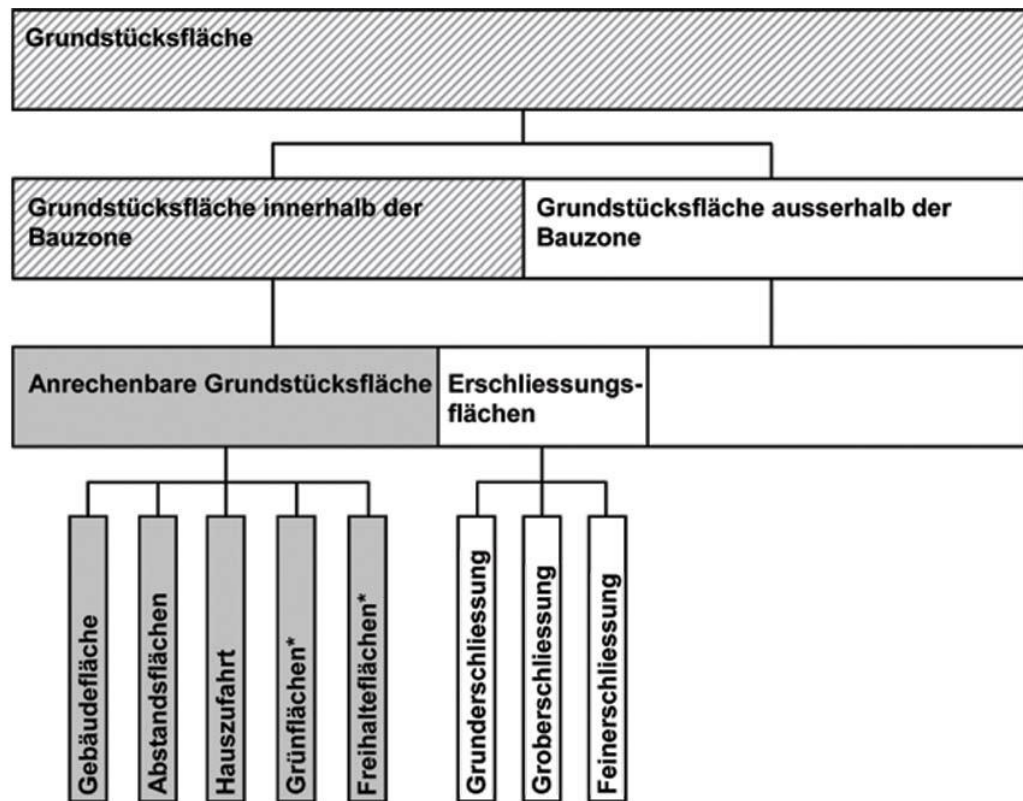 Grundstücksfläche
Grundstücksfläche innerhalb der
Bauzone
Grundstücksfläche ausserhalb der
Bauzone
Anrechenbare Grundstücksfläche
Erschliessungs-
flächen
Gebäudefläche
Abstandsflächen
Hauszufahrt
Grünflächen*
Freihalteflächen*
Grunderschliessung
Groberschliessung
Feinerschliessung